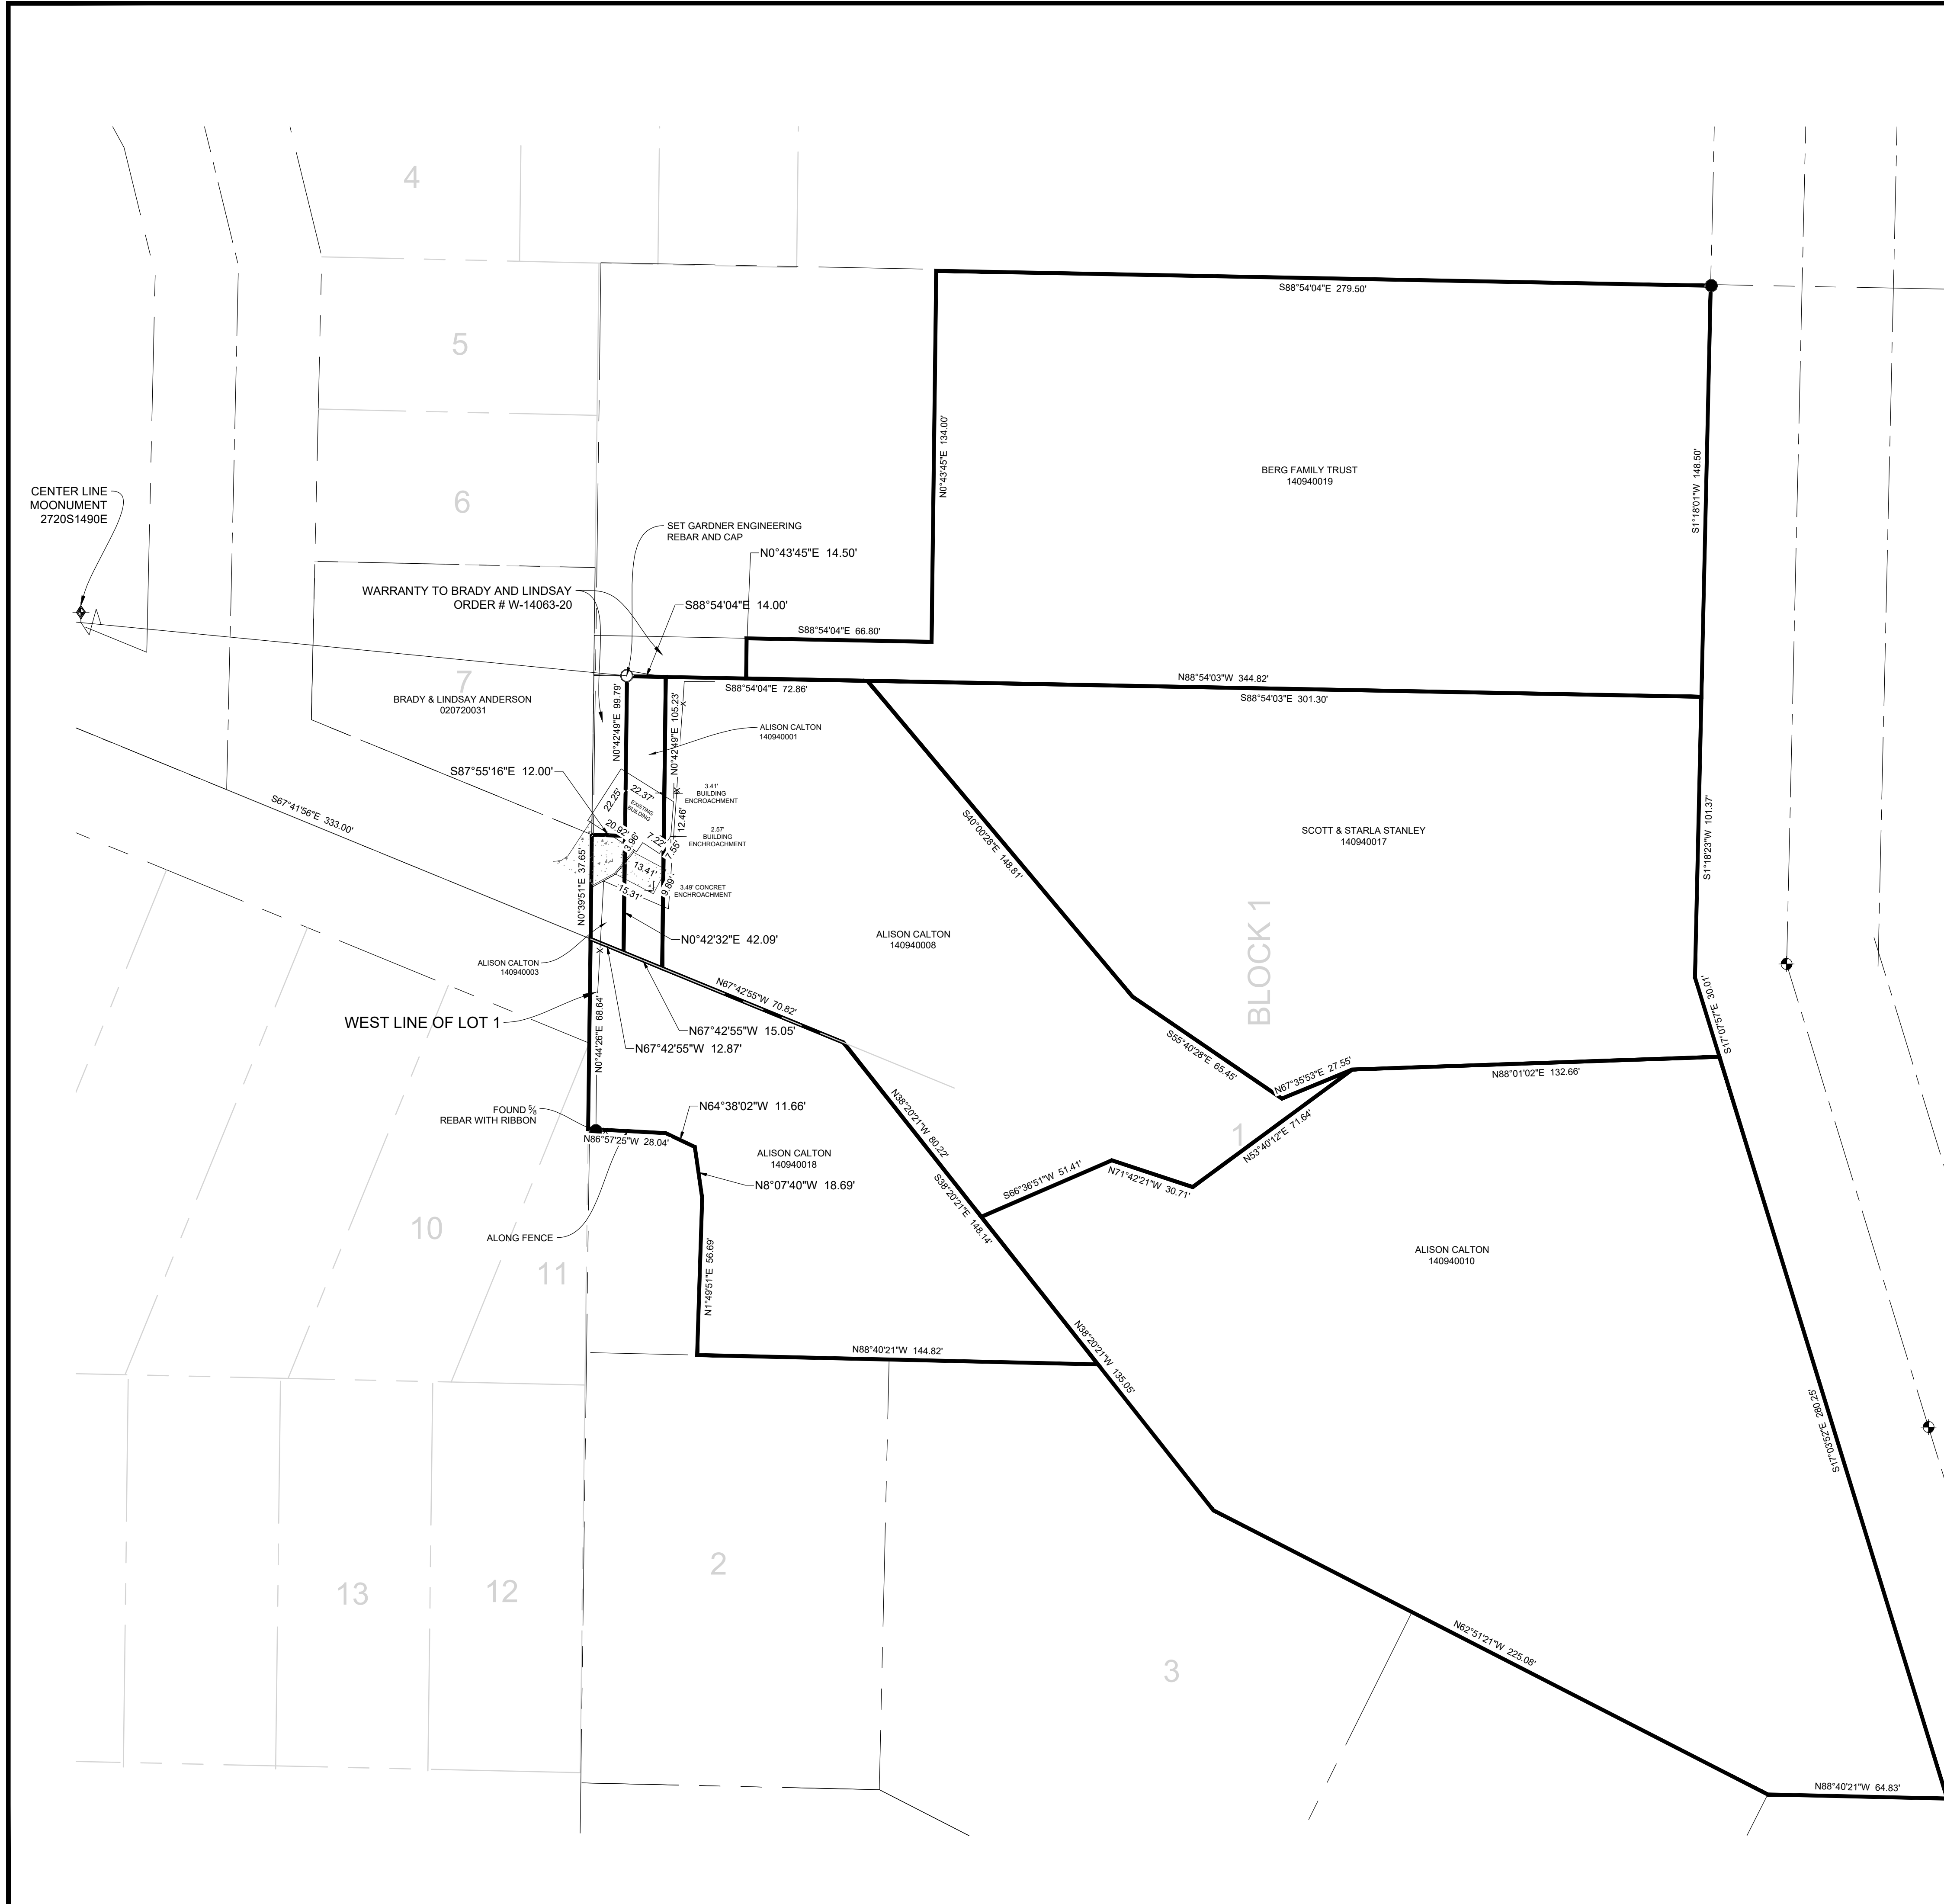 4
5
S88°54'04"E 279.50'
6
N0°43'45"E 134.00'
BERG FAMILY TRUST
140940019
S1°18'01"W 148.50'
CENTER LINE
MOONUMENT
2720S1490E
SET GARDNER ENGINEERING
REBAR AND CAP
N0°43'45"E 14.50'
WARRANTY TO BRADY AND LINDSAY
ORDER # W-14063-20
S88°54'04"E 14.00'
S88°54'04"E 66.80'
7
BRADY & LINDSAY ANDERSON
020720031
S88°54'04"E 72.86'
N88°54'03"W 344.82'
S88°54'03"E 301.30'
N0°42'49"E 99.79'
N0°42'49"E 105.23'
X
ALISON CALTON
140940001
S87°55'16"E 12.00'
22.25'
22.37'
EXISTING
BUILDING
3.41'
BUILDING
ENCROACHMENT
X
12.46'
2.57'
BUILDING
ENCHROACHMENT
20.92'
3.96'
7.22'
7.55'
S67°41'56"E 333.00'
S40°00'28"E 148.81'
SCOTT & STARLA STANLEY
140940017
S1°18'23"W 101.37'
N0°39'51"E 37.65'
13.41'
15.31'
9.89'
3.49' CONCRET
ENCHROACHMENT
N0°42'32"E 42.09'
X
ALISON CALTON
140940008
BLOCK 1
ALISON CALTON
140940003
N67°42'55"W 70.82'
WEST LINE OF LOT 1
N0°44'26"E 68.64'
N67°42'55"W 15.05'
N67°42'55"W 12.87'
S55°40'28"E 65.45'
N67°35'53"E 27.55'
N88°01'02"E 132.66'
S17°07'57"E 30.01'
FOUND ⅝
REBAR WITH RIBBON
N64°38'02"W 11.66'
N38°20'21"W 80.22'
X
N86°57'25"W 28.04'
ALISON CALTON
140940018
N8°07'40"W 18.69'
1
N53°40'12"E 71.64'
S66°36'51"W 51.41'
N71°42'21"W 30.71'
S38°20'21"E 148.14'
10
ALONG FENCE
11
N1°49'51"E 56.69'
ALISON CALTON
140940010
N88°40'21"W 144.82'
N38°20'21"W 135.05'
S17°03'52"E 280.25'
13
12
2
3
N62°51'21"W 225.08'
N88°40'21"W 64.83'